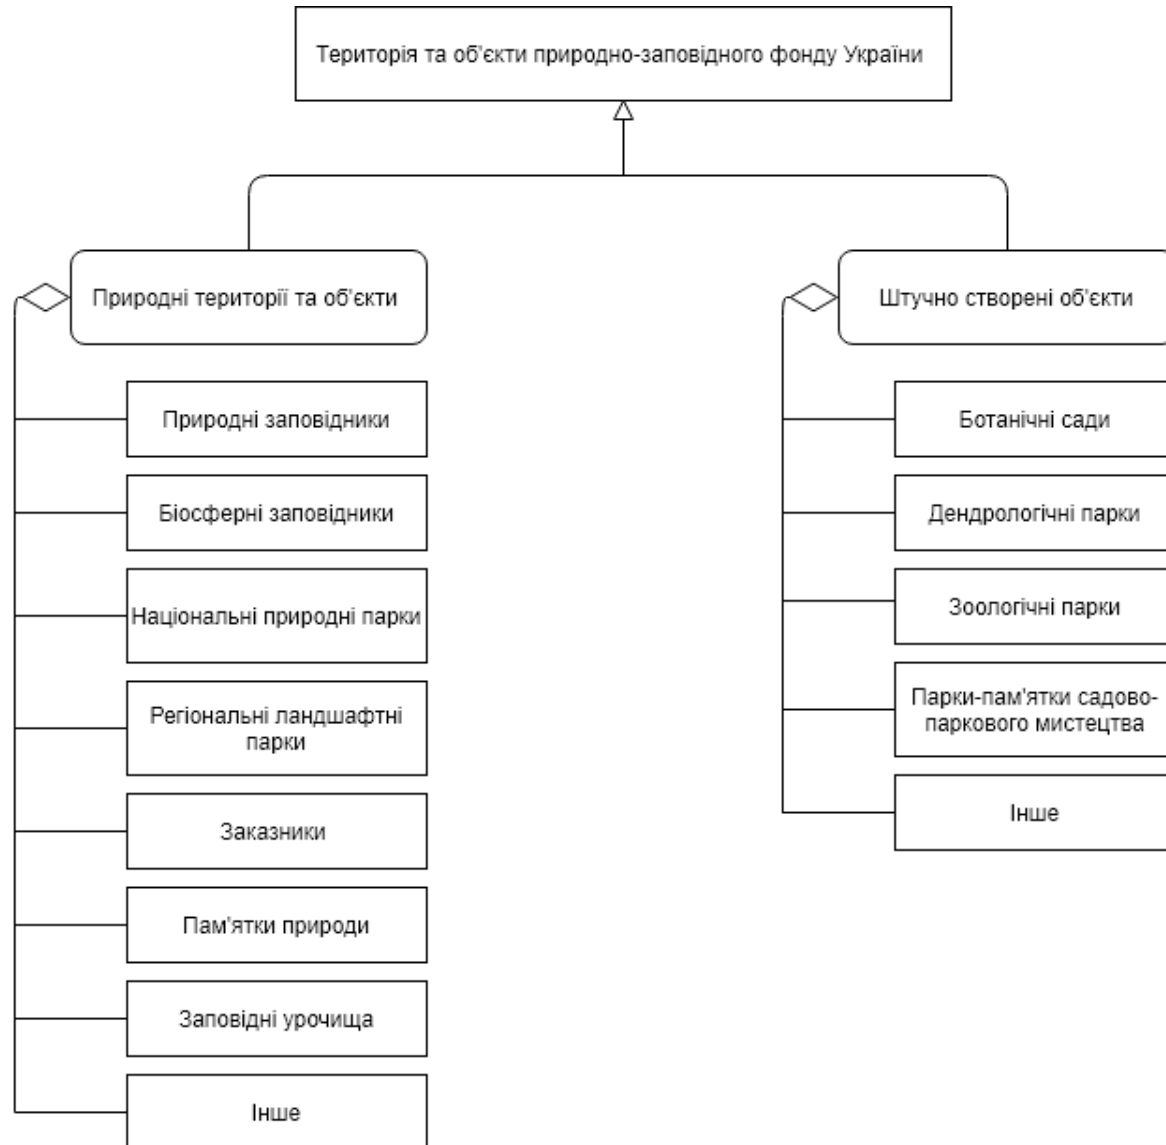 Територія та об'єкти природно-заповідного фонду України
Природні території та об'єкти
Природні заповідники
Біосферні заповідники
Національні природні парки
Регіональні ландшафтні
парки
Заказники
Пам'ятки природи
Заповідні урочища
Інше
Штучно створені об'єкти
Ботанічні сади
Дендрологічні парки
Зоологічні парки
Парки-пам'ятки садово-
паркового мистецтва
Інше